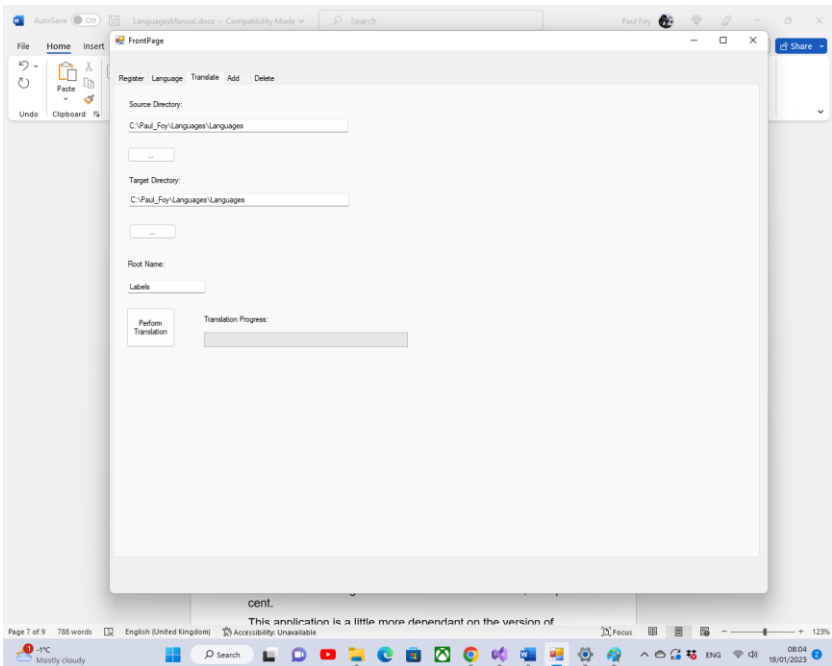 AutoSave Off LanguagesManual.docx - Compatibility Mode Search Paul Foy
FrontPage
File Home Insert Share
Register Language Translate Add Delete
Paste
Undo Clipboard
Source Directory:
C:\Paul_Foy\Languages\Languages
...
Target Directory:
C:\Paul_Foy\Languages\Languages
...
Root Name:
Labels
Perform
Translation
Translation Progress:
cent.
This application is a little more dependant on the version of
Page 7 of 9 788 words English (United Kingdom) Accessibility: Unavailable Focus 123%
-1°C
Mostly cloudy
Search
ENG
08:04
19/01/2023